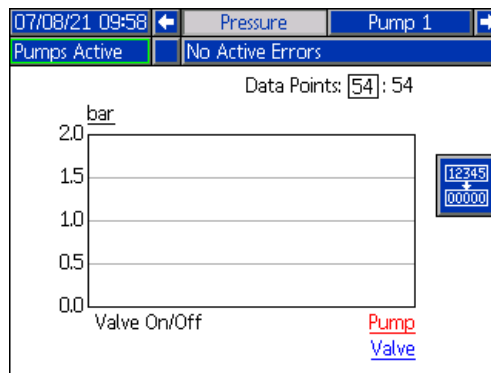 07/08/21 09:58 Pressure Pump 1
Pumps Active No Active Errors
Data Points: 54 : 54
bar
2.0
1.5
12345
00000
1.0
0.5
0.0
Valve On/Off Pump
Valve